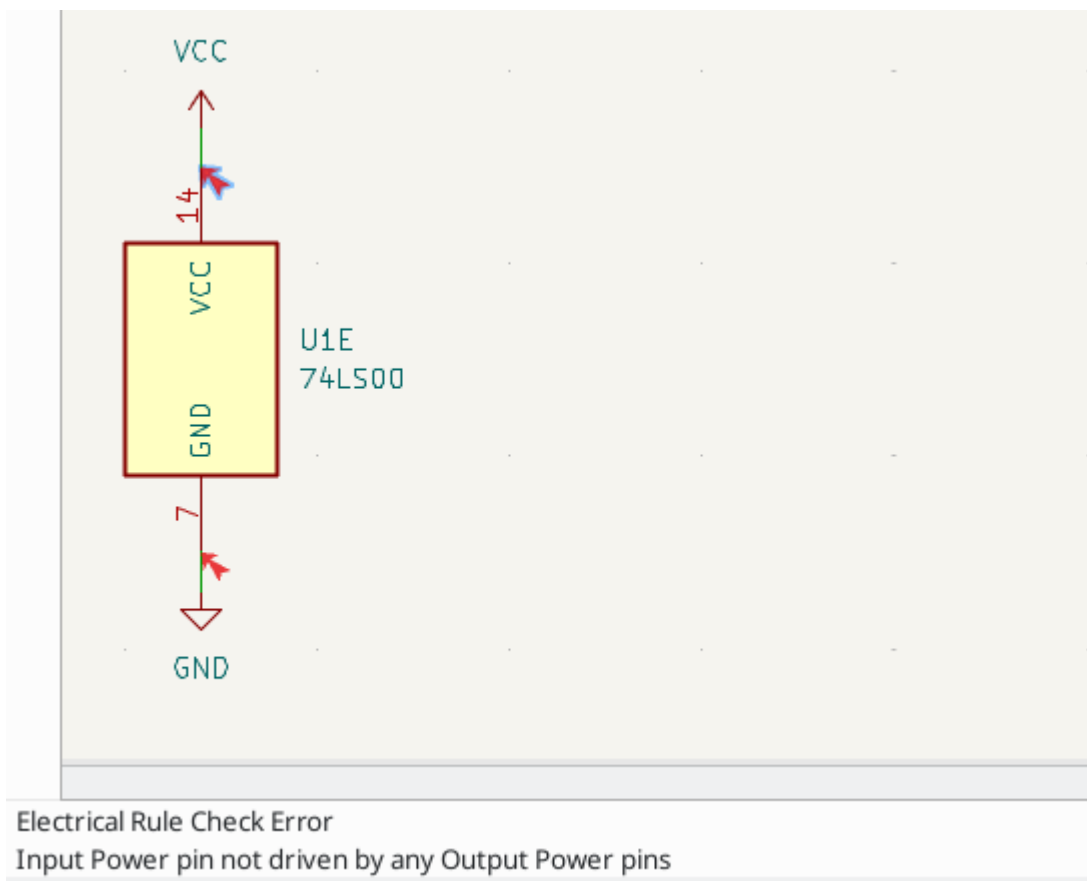 VCC
14
VCC
U1E
74LS00
GND
7
GND
Electrical Rule Check Error
Input Power pin not driven by any Output Power pins